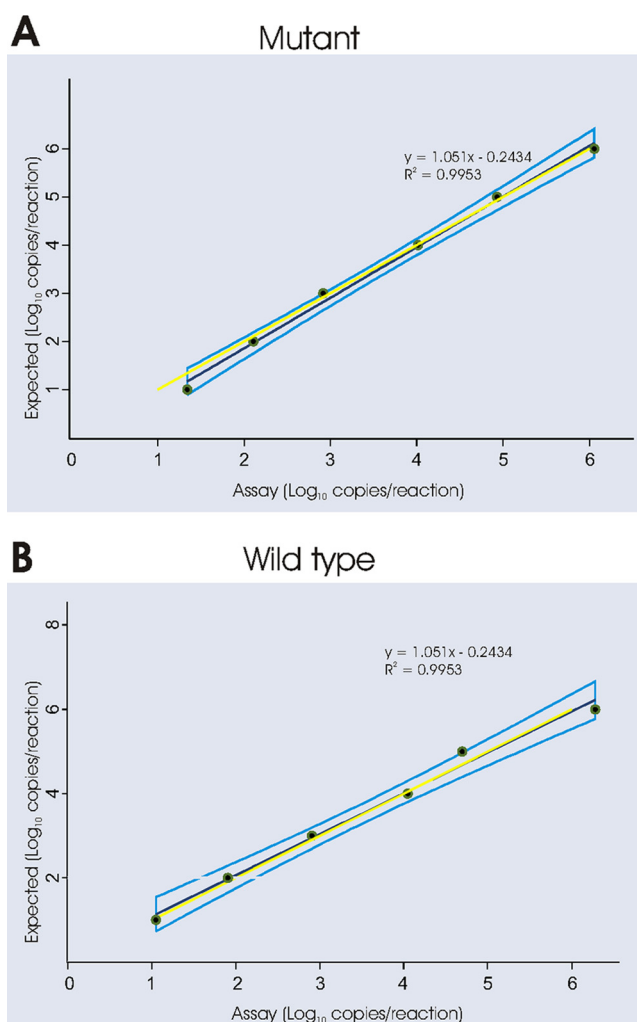 A
Mutant
Expected (Log₁₀ copies/reaction)
6
5
4
3
2
1
y = 1.051x - 0.2434
R² = 0.9953
0 1 2 3 4 5 6
Assay (Log₁₀ copies/reaction)
B
Wild type
Expected (Log₁₀ copies/reaction)
8
6
4
2
y = 1.051x - 0.2434
R² = 0.9953
0 1 2 3 4 5 6
Assay (Log₁₀ copies/reaction)